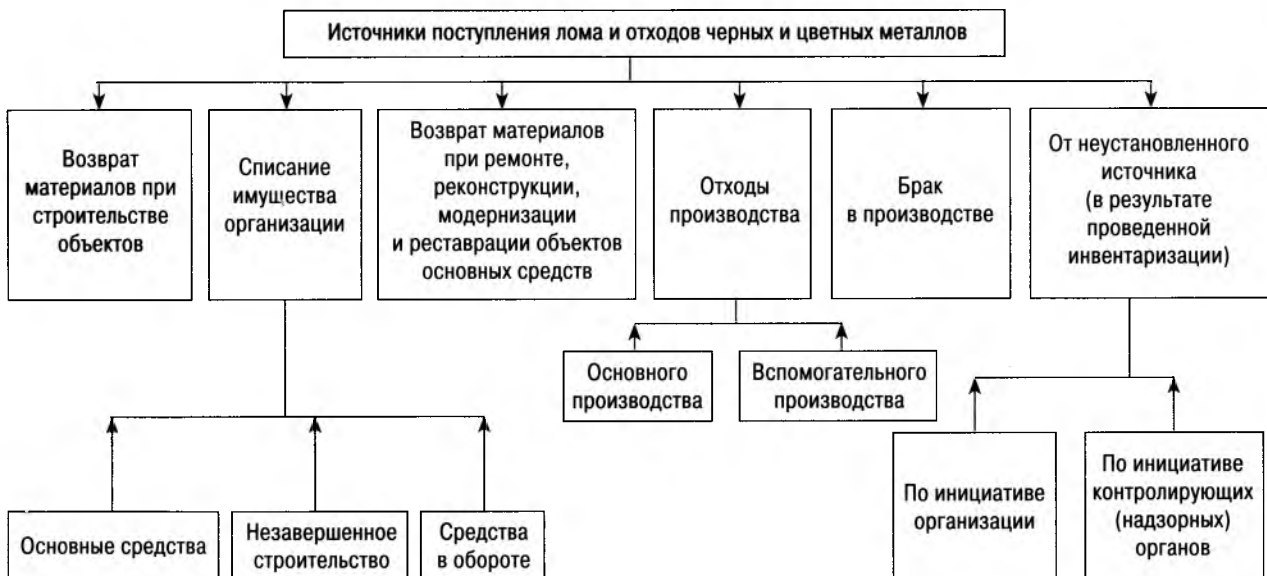 Источники поступления лома и отходов черных и цветных металлов
Возврат
материалов при
строительстве
объектов
Списание
имущества
организации
Возврат материалов
при ремонте,
реконструкции,
модернизации
и реставрации объектов
основных средств
Отходы
производства
Брак
в производстве
От неустановленного
источника
(в результате
проведенной
инвентаризации)
Основного
производства
Вспомогательного
производства
Основные средства
Незавершенное
строительство
Средства
в обороте
По инициативе
организации
По инициативе
контролирующих
(надзорных)
органов